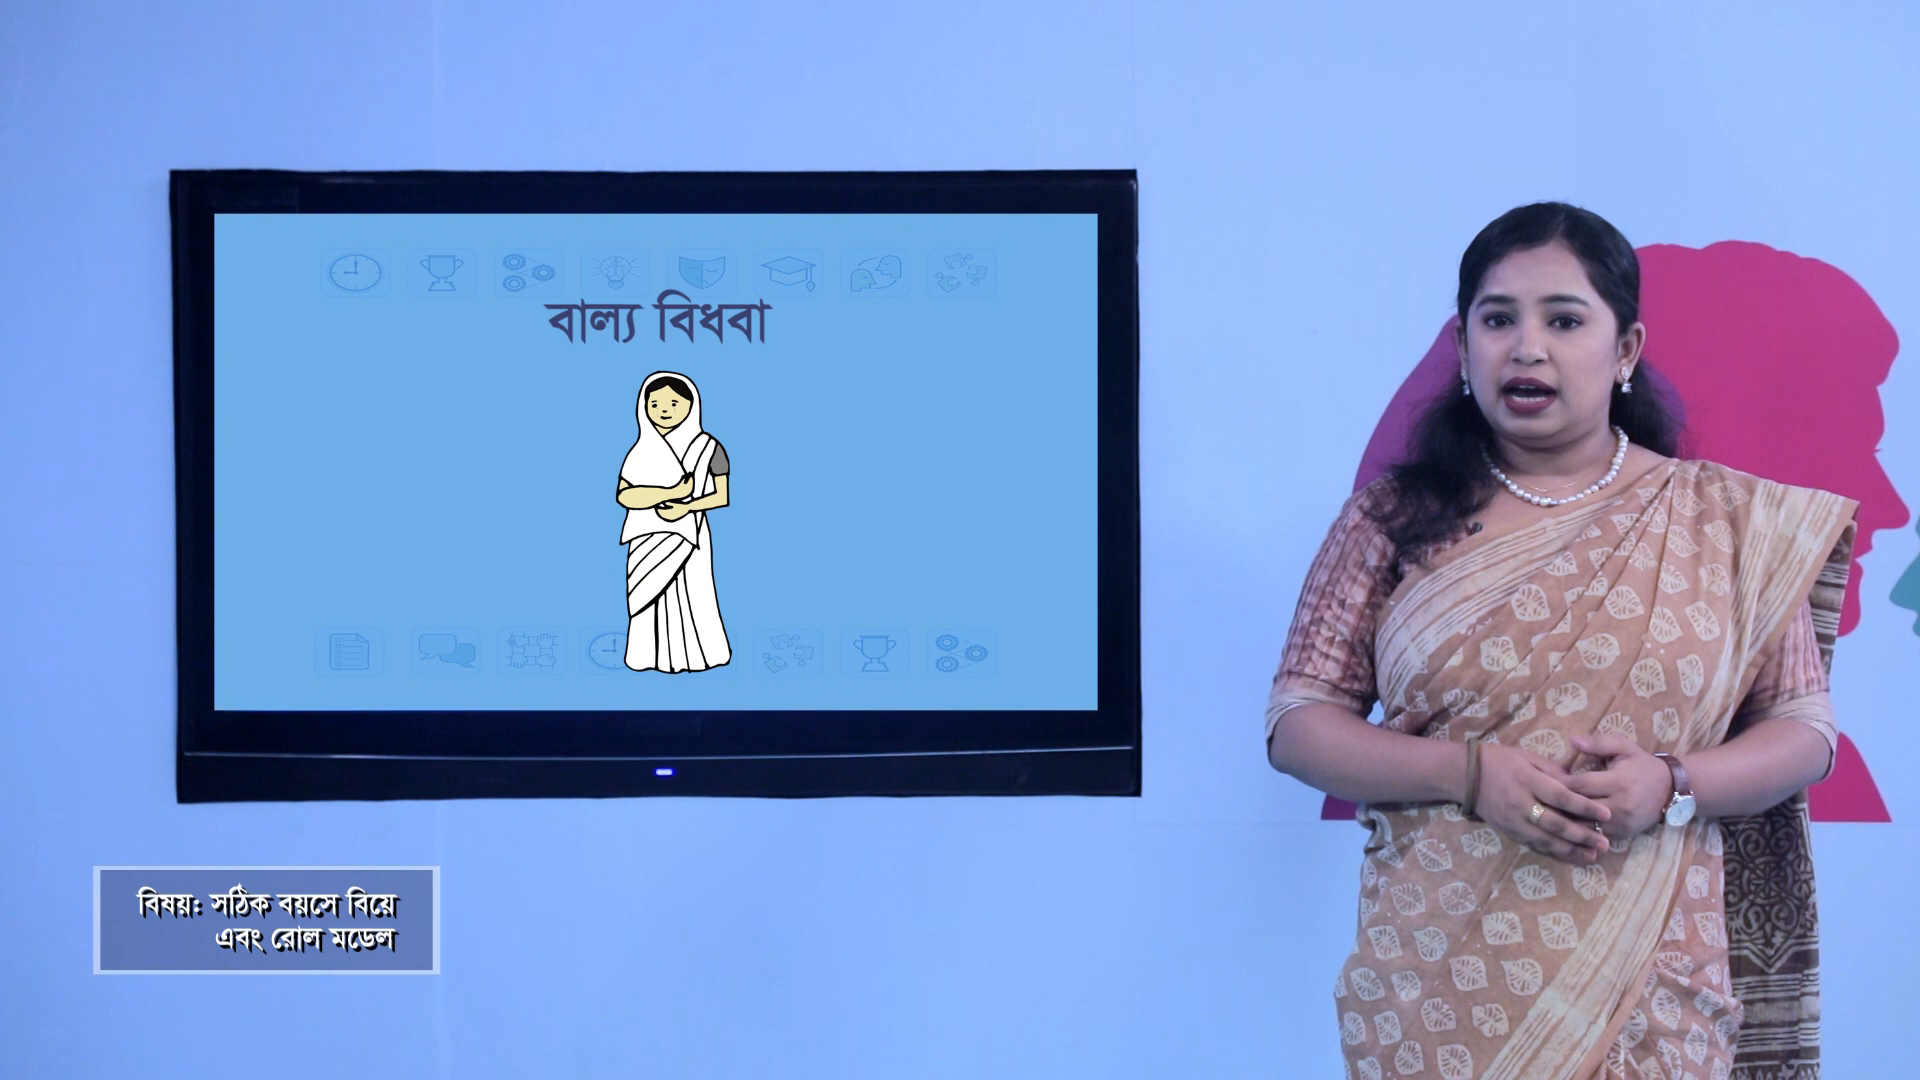 বাল্য বিধবা
বিষয়: সঠিক বয়সে বিয়ে
এবং রোল মডেল